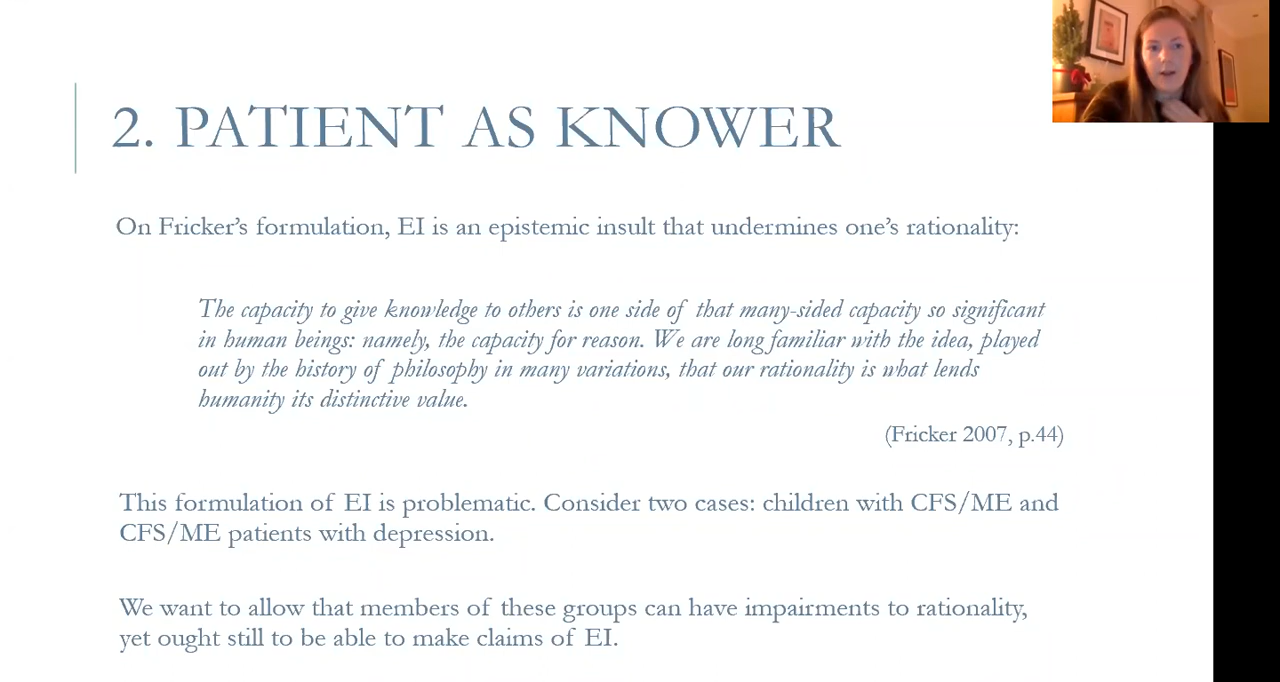 2. PATIENT AS KNOWER
On Fricker's formulation, EI is an epistemic insult that undermines one's rationality:
The capacity to give knowledge to others is one side of that many-sided capacity so significant
in human beings: namely, the capacity for reason. We are long familiar with the idea, played
out by the history of philosophy in many variations, that our rationality is what lends
humanity its distinctive value.
(Fricker 2007, p.44)
This formulation of EI is problematic. Consider two cases: children with CFS/ME and
CFS/ME patients with depression.
We want to allow that members of these groups can have impairments to rationality,
yet ought still to be able to make claims of EI.